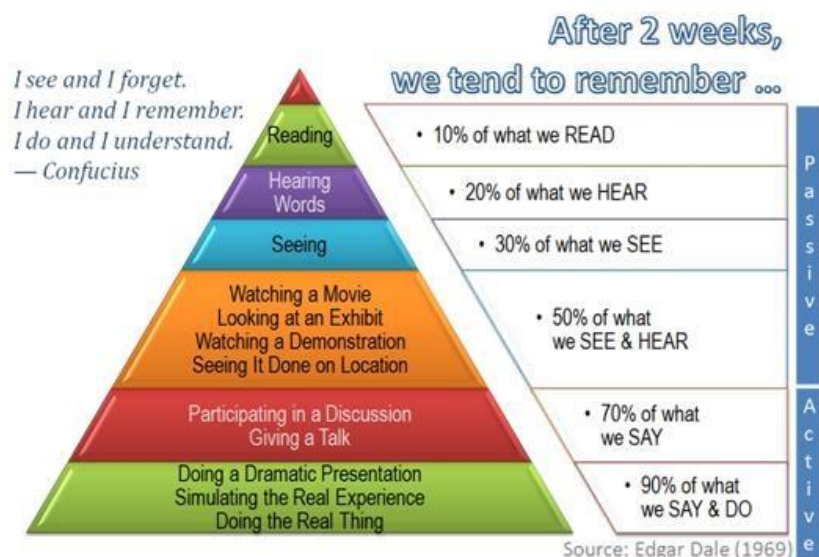 After 2 weeks,
we tend to remember ...
I see and I forget.
I hear and I remember.
I do and I understand.
— Confucius
Reading
• 10% of what we READ
Hearing
Words
• 20% of what we HEAR
Seeing
• 30% of what we SEE
Watching a Movie
Looking at an Exhibit
Watching a Demonstration
Seeing It Done on Location
• 50% of what
we SEE & HEAR
Participating in a Discussion
Giving a Talk
• 70% of what
we SAY
Doing a Dramatic Presentation
Simulating the Real Experience
Doing the Real Thing
• 90% of what
we SAY & DO
Passive
Active
Source: Edgar Dale (1969)